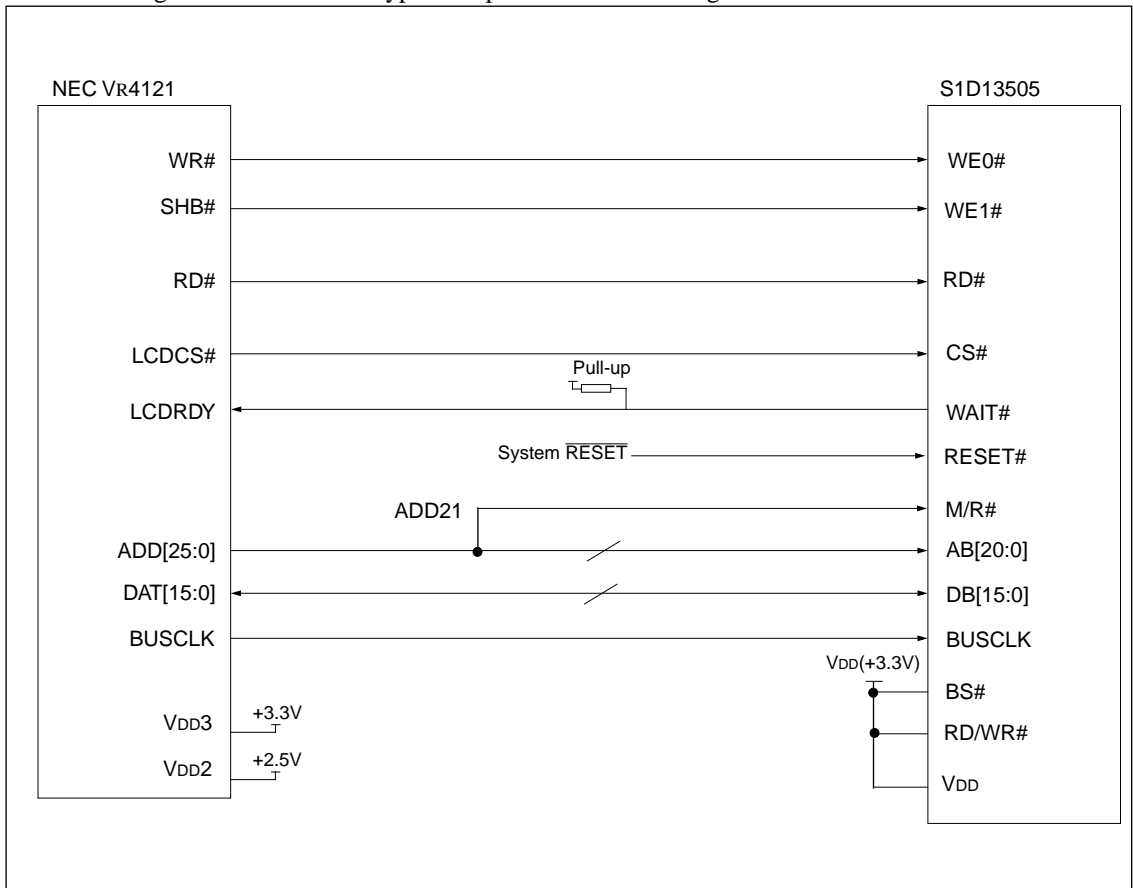 NEC VR4121
S1D13505
WR#
WE0#
SHB#
WE1#
RD#
RD#
LCDCS#
CS#
Pull-up
LCDRDY
WAIT#
System RESET
RESET#
ADD21
M/R#
ADD[25:0]
AB[20:0]
DAT[15:0]
DB[15:0]
BUSCLK
BUSCLK
VDD(+3.3V)
BS#
VDD3
+3.3V
RD/WR#
VDD2
+2.5V
VDD